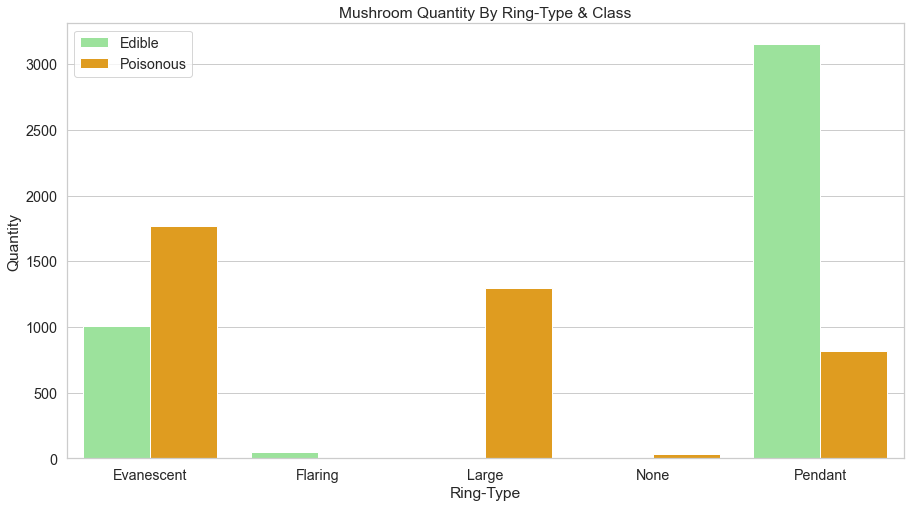 Mushroom Quantity By Ring-Type & Class
Edible
Poisonous
3000
2500
2000
1500
1000
500
0
Quantity
Evanescent
Flaring
Large
None
Pendant
Ring-Type